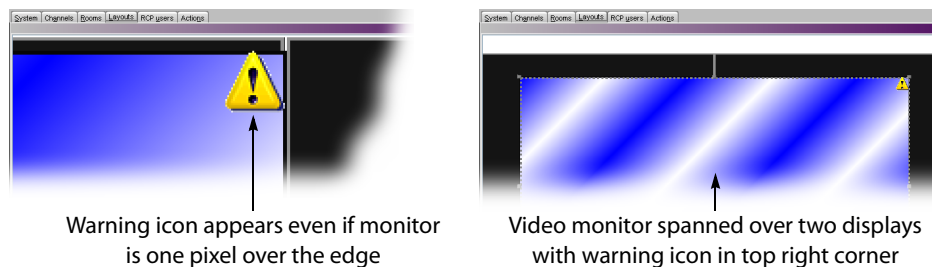 System Channels Rooms Layouts RCP users Actions
Warning icon appears even if monitor
is one pixel over the edge
System Channels Rooms Layouts RCP users Actions
Video monitor spanned over two displays
with warning icon in top right corner